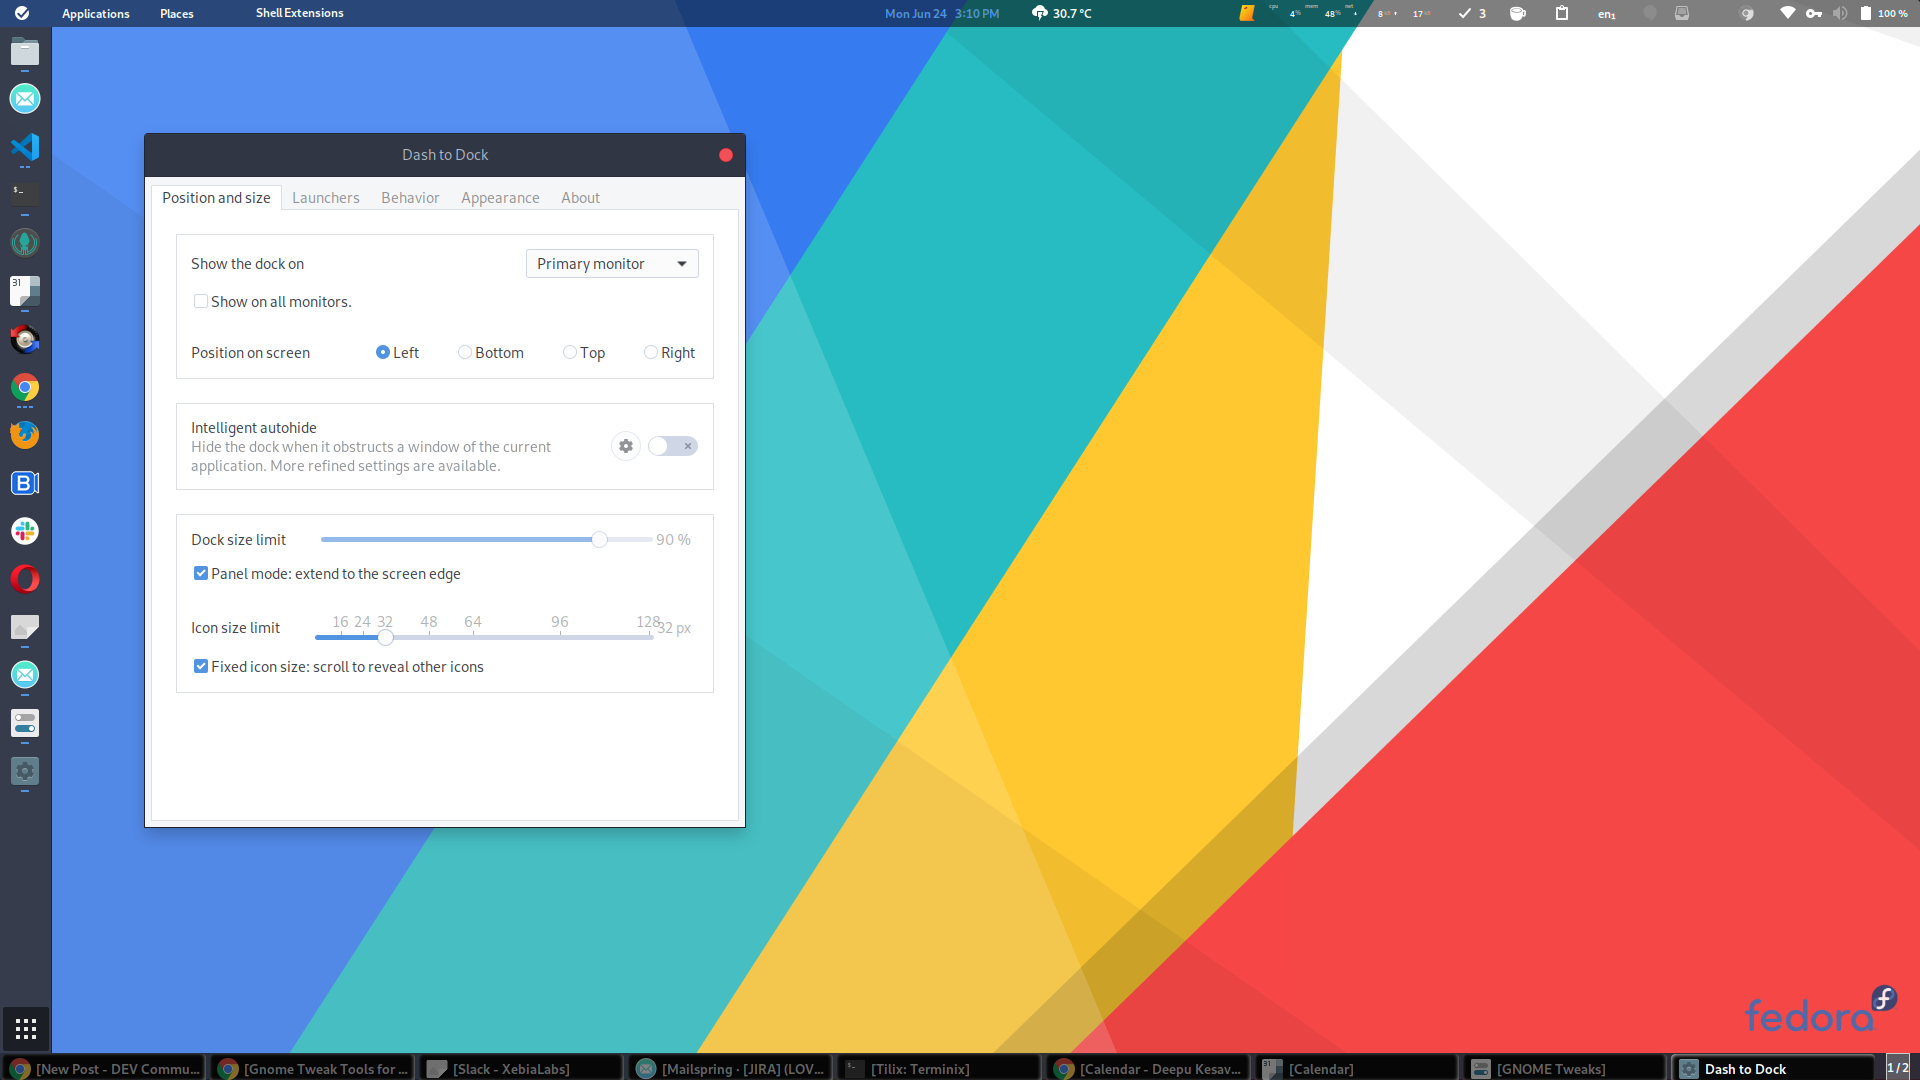 Applications Places Shell Extensions Mon Jun 24 3:10 PM 30.7 °C cpu 4% mem 48% net 8 17 3 en₁ 100 %
Dash to Dock
Position and size Launchers Behavior Appearance About
Show the dock on Primary monitor
Show on all monitors.
Position on screen Left Bottom Top Right
Intelligent autohide
Hide the dock when it obstructs a window of the current
application. More refined settings are available.
Dock size limit 90 %
Panel mode: extend to the screen edge
16 24 32 48 64 96 128
Icon size limit 32 px
Fixed icon size: scroll to reveal other icons
31
B
fedora
[New Post - DEV Commu... [Gnome Tweak Tools for ... [Slack - XebiaLabs] [Mailspring · [JIRA] (LOV... [Tilix: Terminix] [Calendar - Deepu Kesav... 31 [Calendar] [GNOME Tweaks] Dash to Dock 1 / 2